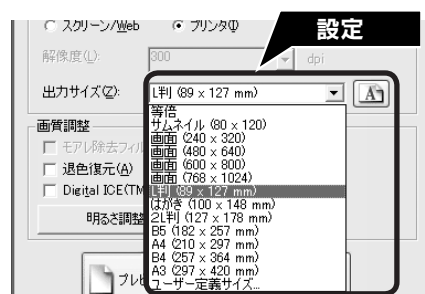 スクリーン/Web プリンタ(I)
設定
解像度(L): 300 dpi
出力サイズ(Z): L判 (89 x 127 mm)
等倍
サムネイル (80 x 120)
画質調整
画面 (240 x 320)
モアレ除去フィル
画面 (480 x 640)
退色復元(A)
画面 (600 x 800)
画面 (768 x 1024)
Digital ICE(TM
L判 (89 x 127 mm)
はがき (100 x 148 mm)
明るさ調整
2L判 (127 x 178 mm)
B5 (182 x 257 mm)
A4 (210 x 297 mm)
B4 (257 x 364 mm)
プレビ
A3 (297 x 420 mm)
ユーザー定義サイズ...